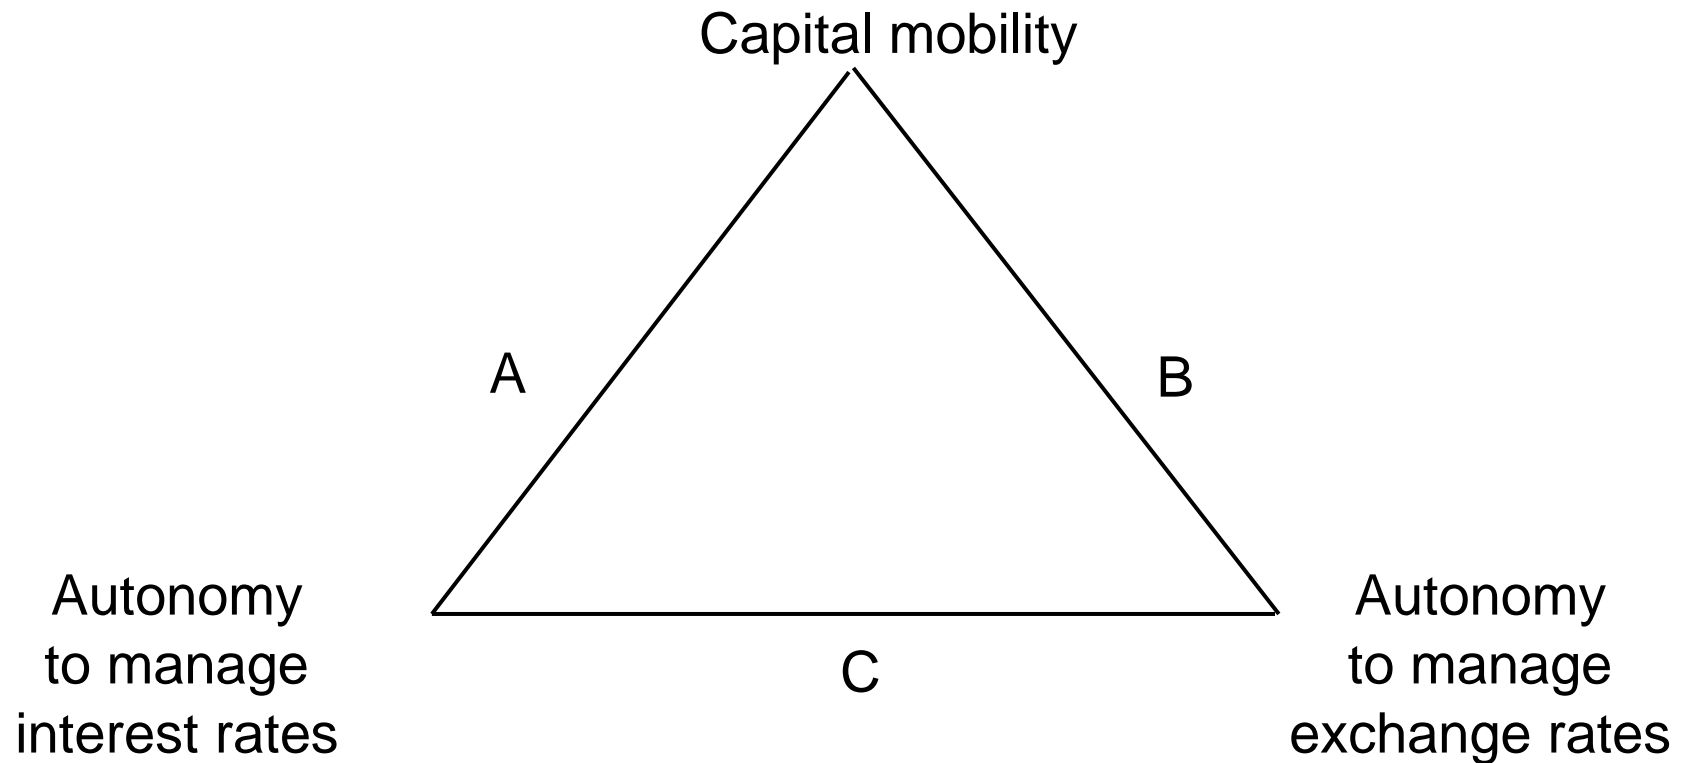 Capital mobility
A
B
Autonomy
to manage
interest rates
C
Autonomy
to manage
exchange rates